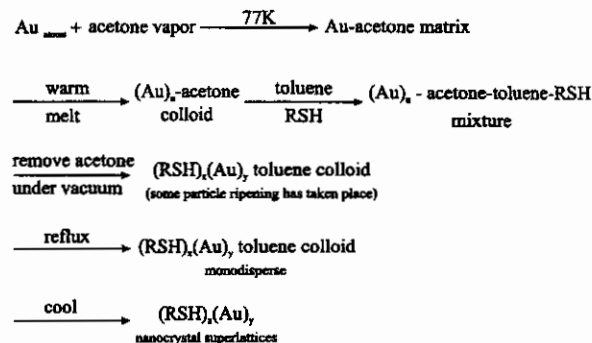 Au atoms + acetone vapor 77K Au-acetone matrix
warm toluene
(Au)n-acetone (Au)n - acetone-toluene-RSH
melt colloid RSH mixture
remove acetone
(RSH)x(Au)y toluene colloid
under vacuum (some particle ripening has taken place)
reflux
(RSH)x(Au)y toluene colloid
monodisperse
cool
(RSH)x(Au)y
nanocrystal superlattices